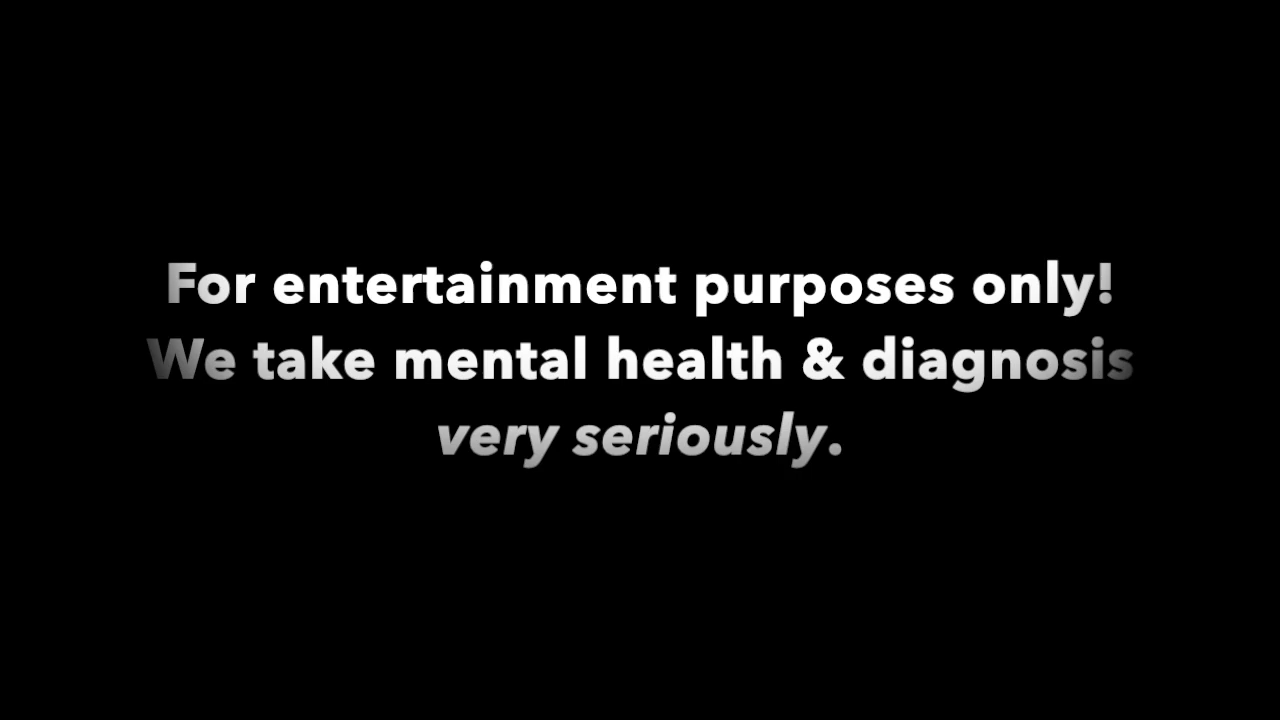 For entertainment purposes only!
We take mental health & diagnosis
very seriously.